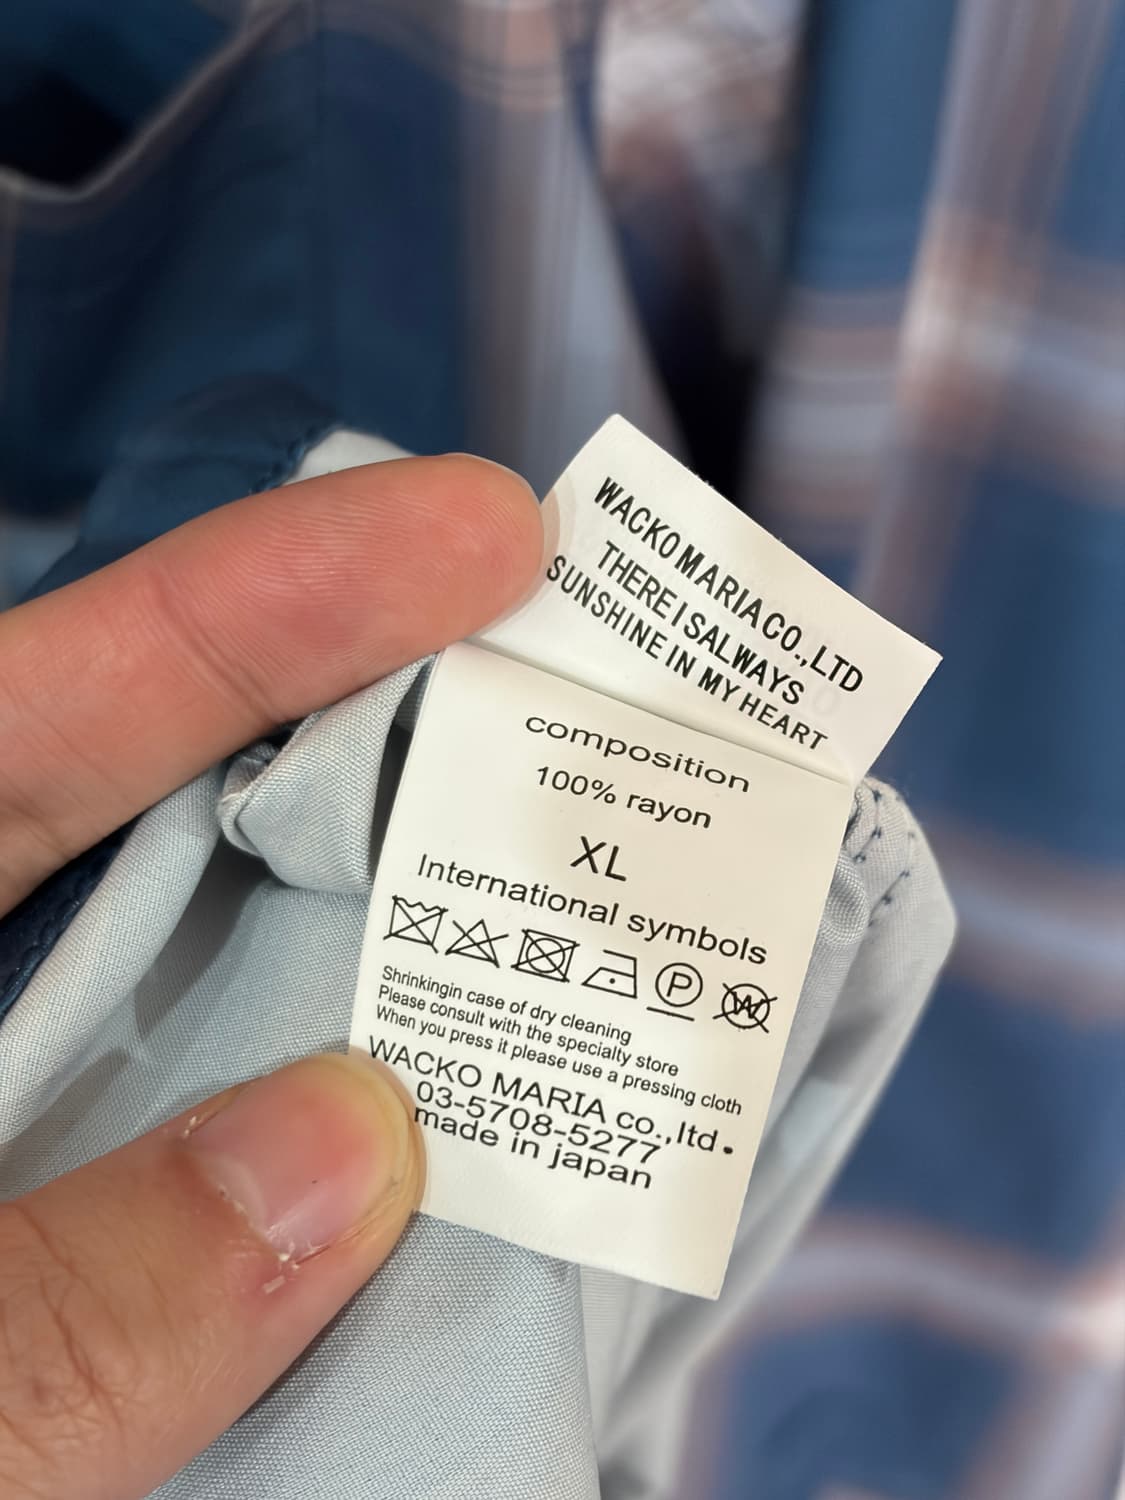 WACKO MARIA CO., LTD
THERE I SALWAYS
SUNSHINE IN MY HEART
composition
100% rayon
XL
International symbols
P W
Shrinkingin case of dry cleaning
Please consult with the specialty store
When you press it please use a pressing cloth
WACKO MARIA co.,ltd.
03-5708-5277
made in japan